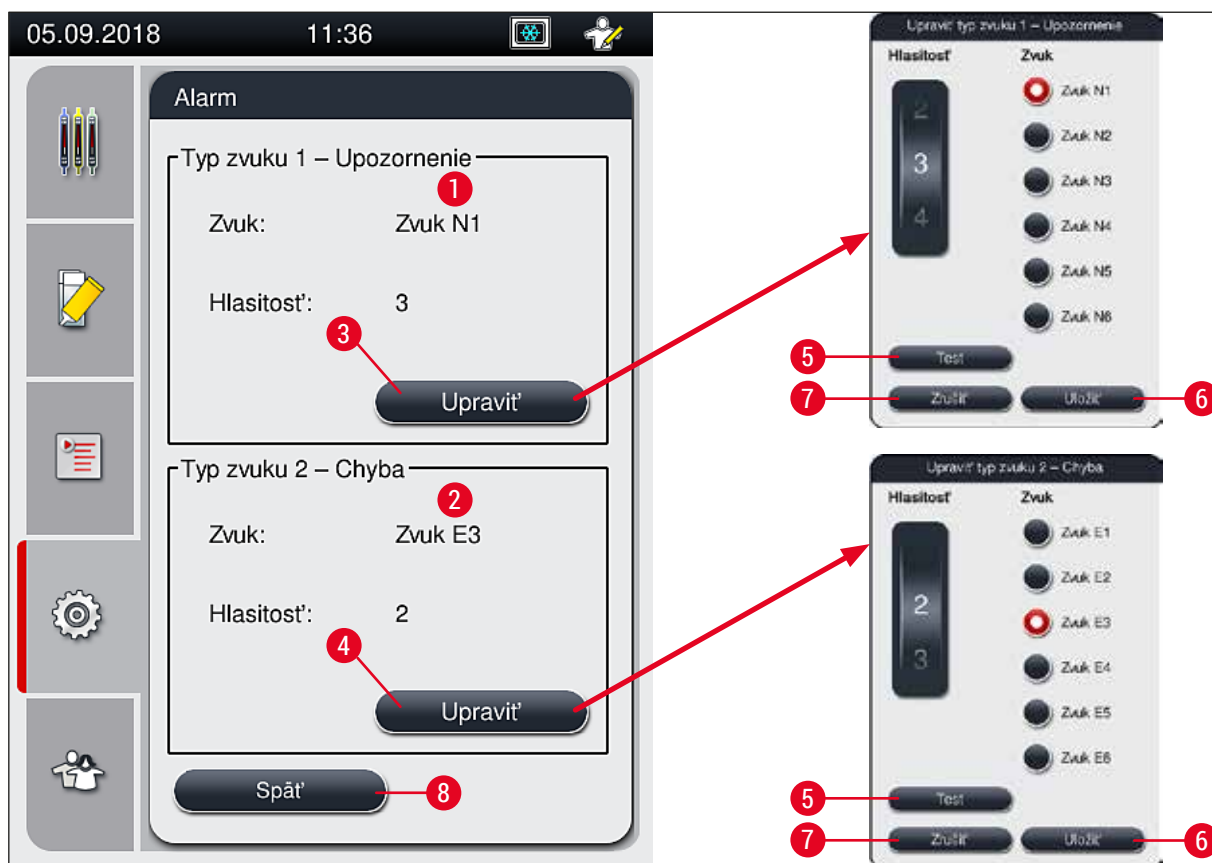 05.09.2018 11:36
Alarm
Typ zvuku 1 – Upozornenie
1
Zvuk: Zvuk N1
Hlasitosť: 3
3
Upraviť
Typ zvuku 2 – Chyba
2
Zvuk: Zvuk E3
Hlasitosť: 2
4
Upraviť
Späť 8
Upraviť typ zvuku 1 – Upozornenie
Hlasitosť Zvuk
2
3
4
Zvuk N1
Zvuk N2
Zvuk N3
Zvuk N4
Zvuk N5
Zvuk N6
5 Test
7 Zrušiť Uložiť 6
Upraviť typ zvuku 2 – Chyba
Hlasitosť Zvuk
2
3
Zvuk E1
Zvuk E2
Zvuk E3
Zvuk E4
Zvuk E5
Zvuk E6
5 Test
7 Zrušiť Uložiť 6